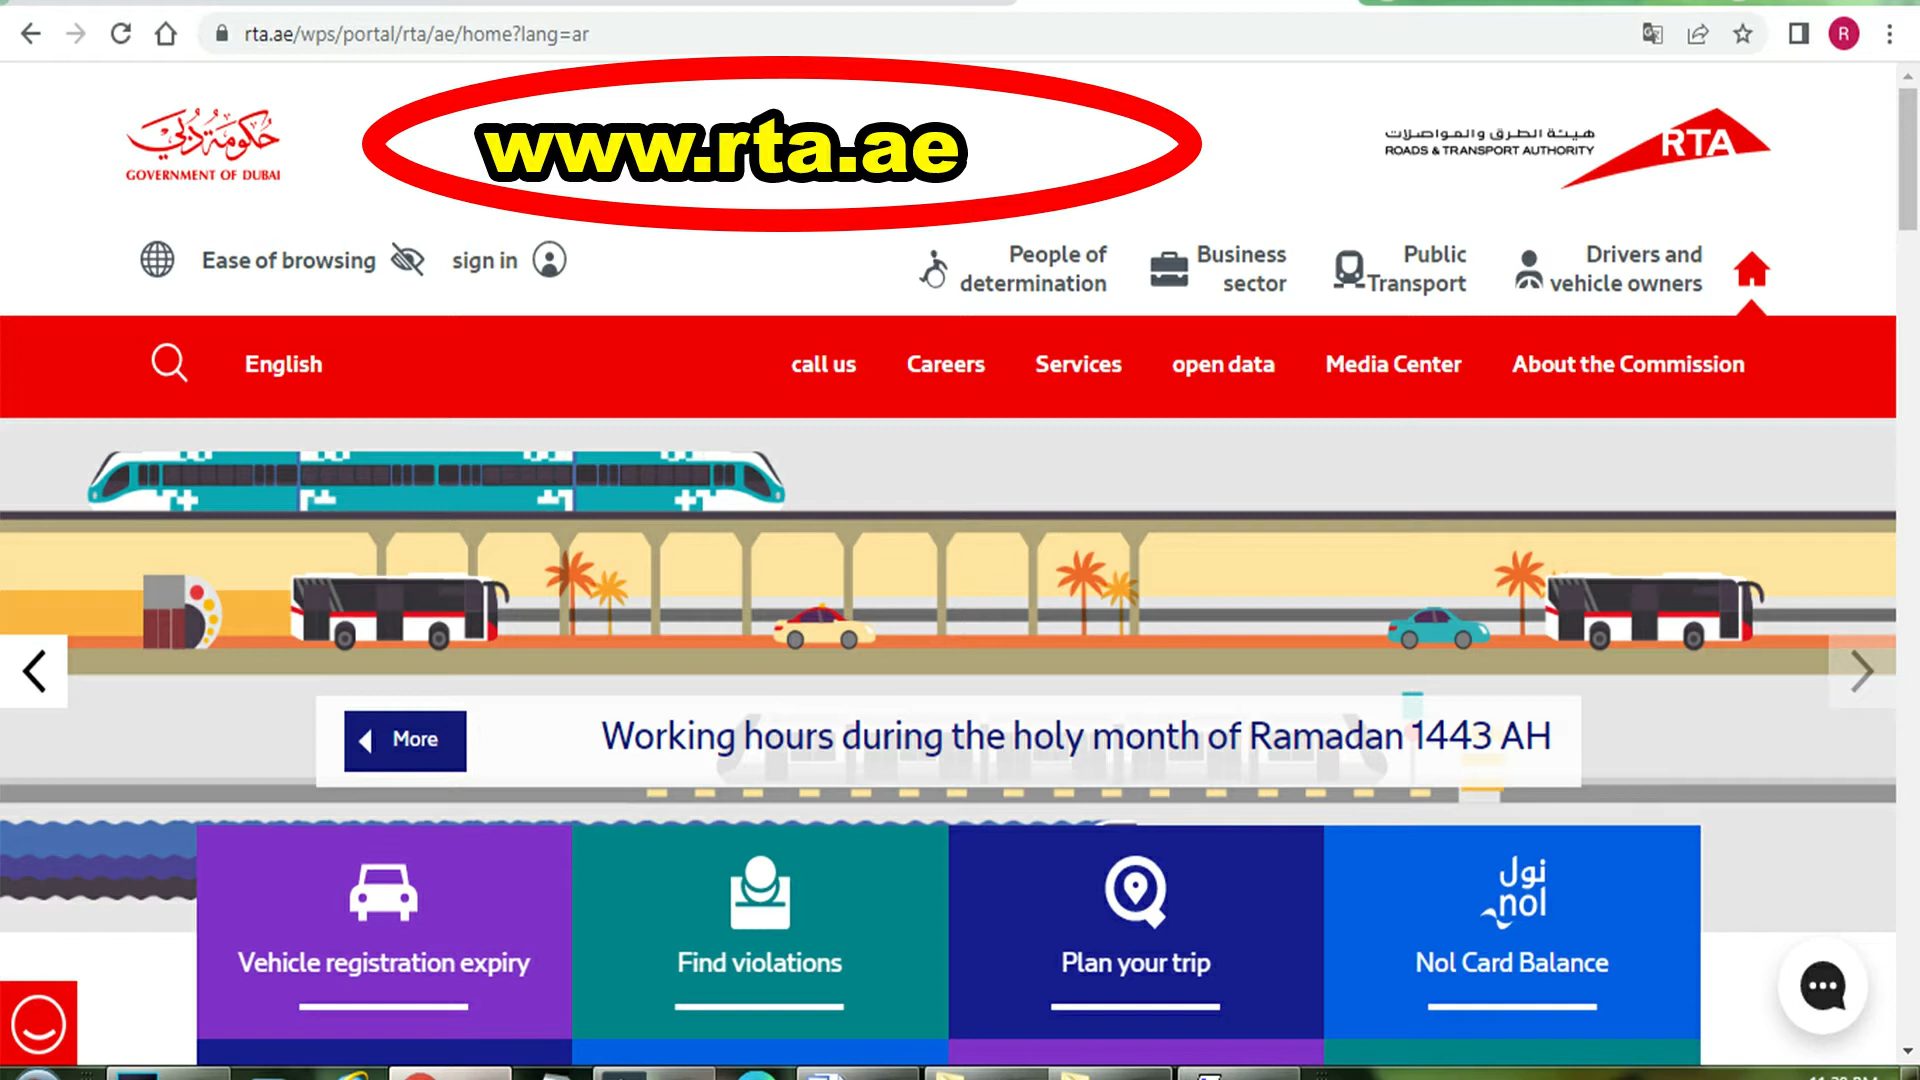 rta.ae/wps/portal/rta/ae/home?lang=ar
R
حكومة دبي
GOVERNMENT OF DUBAI
www.rta.ae
هيئة الطرق والمواصلات
ROADS & TRANSPORT AUTHORITY
RTA
Ease of browsing
sign in
People of
determination
Business
sector
Public
Transport
Drivers and
vehicle owners
English
call us
Careers
Services
open data
Media Center
About the Commission
More
Working hours during the holy month of Ramadan 1443 AH
Vehicle registration expiry
Find violations
Plan your trip
نول
nol
Nol Card Balance